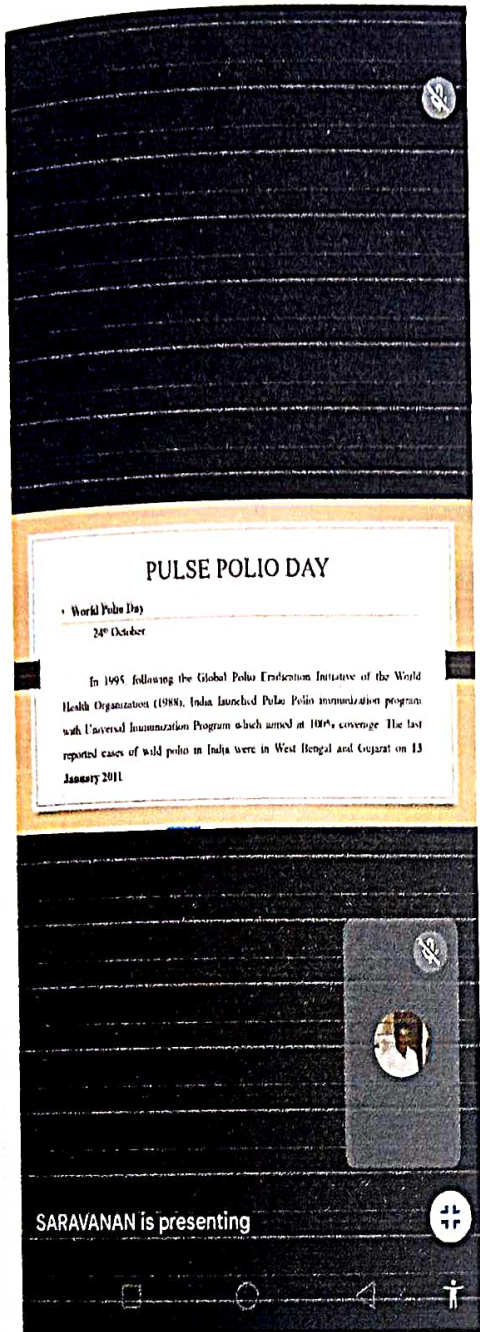 PULSE POLIO DAY
• World Polio Day
24th October
In 1995, following the Global Polio Eradication Initiative of the World
Health Organization (1988), India launched Pulse Polio immunization program
with Universal Immunization Program which aimed at 100% coverage. The last
reported cases of wild polio in India were in West Bengal and Gujarat on 13
January 2011
SARAVANAN is presenting